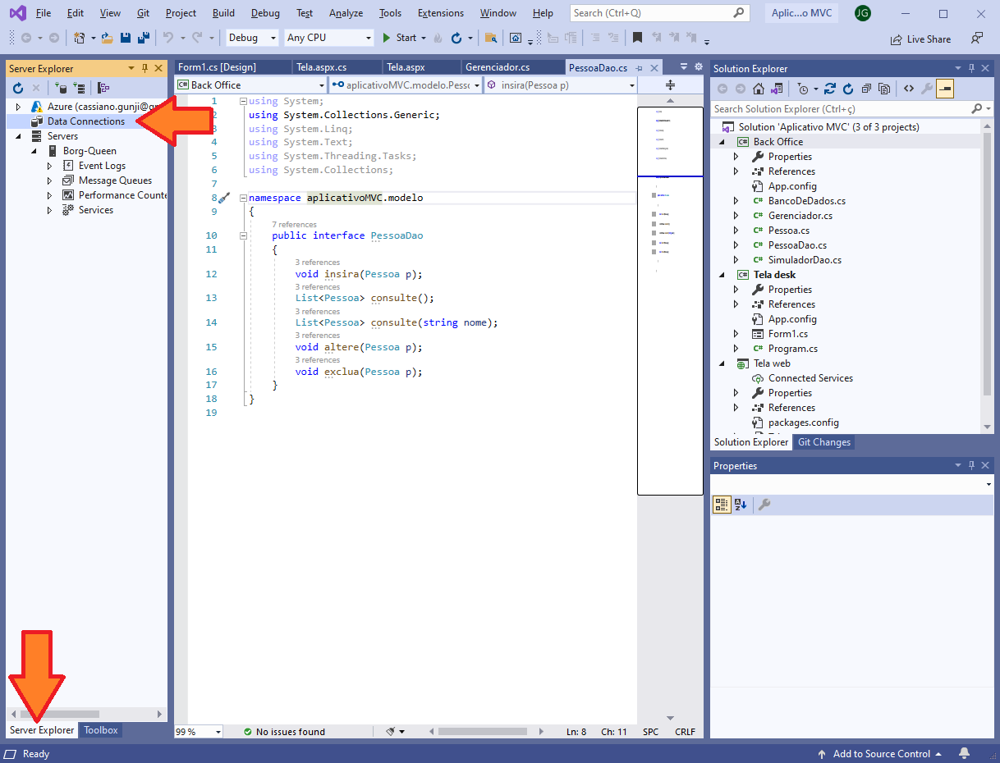 File Edit View Git Project Build Debug Test Analyze Tools Extensions Window Help Search (Ctrl+Q) Aplic...o MVC JG
Debug Any CPU Start Live Share
Server Explorer
Azure (cassiano.gunji@
Data Connections
Servers
Borg-Queen
Event Logs
Message Queues
Performance Counte
Services
Server Explorer Toolbox
Form1.cs [Design] Tela.aspx.cs Tela.aspx Gerenciador.cs PessoaDao.cs
C# Back Office aplicativoMVC.modelo.Pessc insira(Pessoa p)
1 using System;
2 using System.Collections.Generic;
3 using System.Linq;
4 using System.Text;
5 using System.Threading.Tasks;
6 using System.Collections;
7
8 namespace aplicativoMVC.modelo
9 {
7 references
10 public interface PessoaDao
11 {
3 references
12 void insira(Pessoa p);
3 references
13 List<Pessoa> consulte();
3 references
14 List<Pessoa> consulte(string nome);
3 references
15 void altere(Pessoa p);
3 references
16 void exclua(Pessoa p);
17 }
18 }
19
99 % No issues found Ln: 8 Ch: 11 SPC CRLF
Solution Explorer
Search Solution Explorer (Ctrl+ç)
Solution 'Aplicativo MVC' (3 of 3 projects)
C# Back Office
Properties
References
App.config
C# BancoDeDados.cs
C# Gerenciador.cs
C# Pessoa.cs
C# PessoaDao.cs
C# SimuladorDao.cs
C# Tela desk
Properties
References
App.config
Form1.cs
C# Program.cs
Tela web
Connected Services
Properties
References
packages.config
Solution Explorer Git Changes
Properties
Ready Add to Source Control